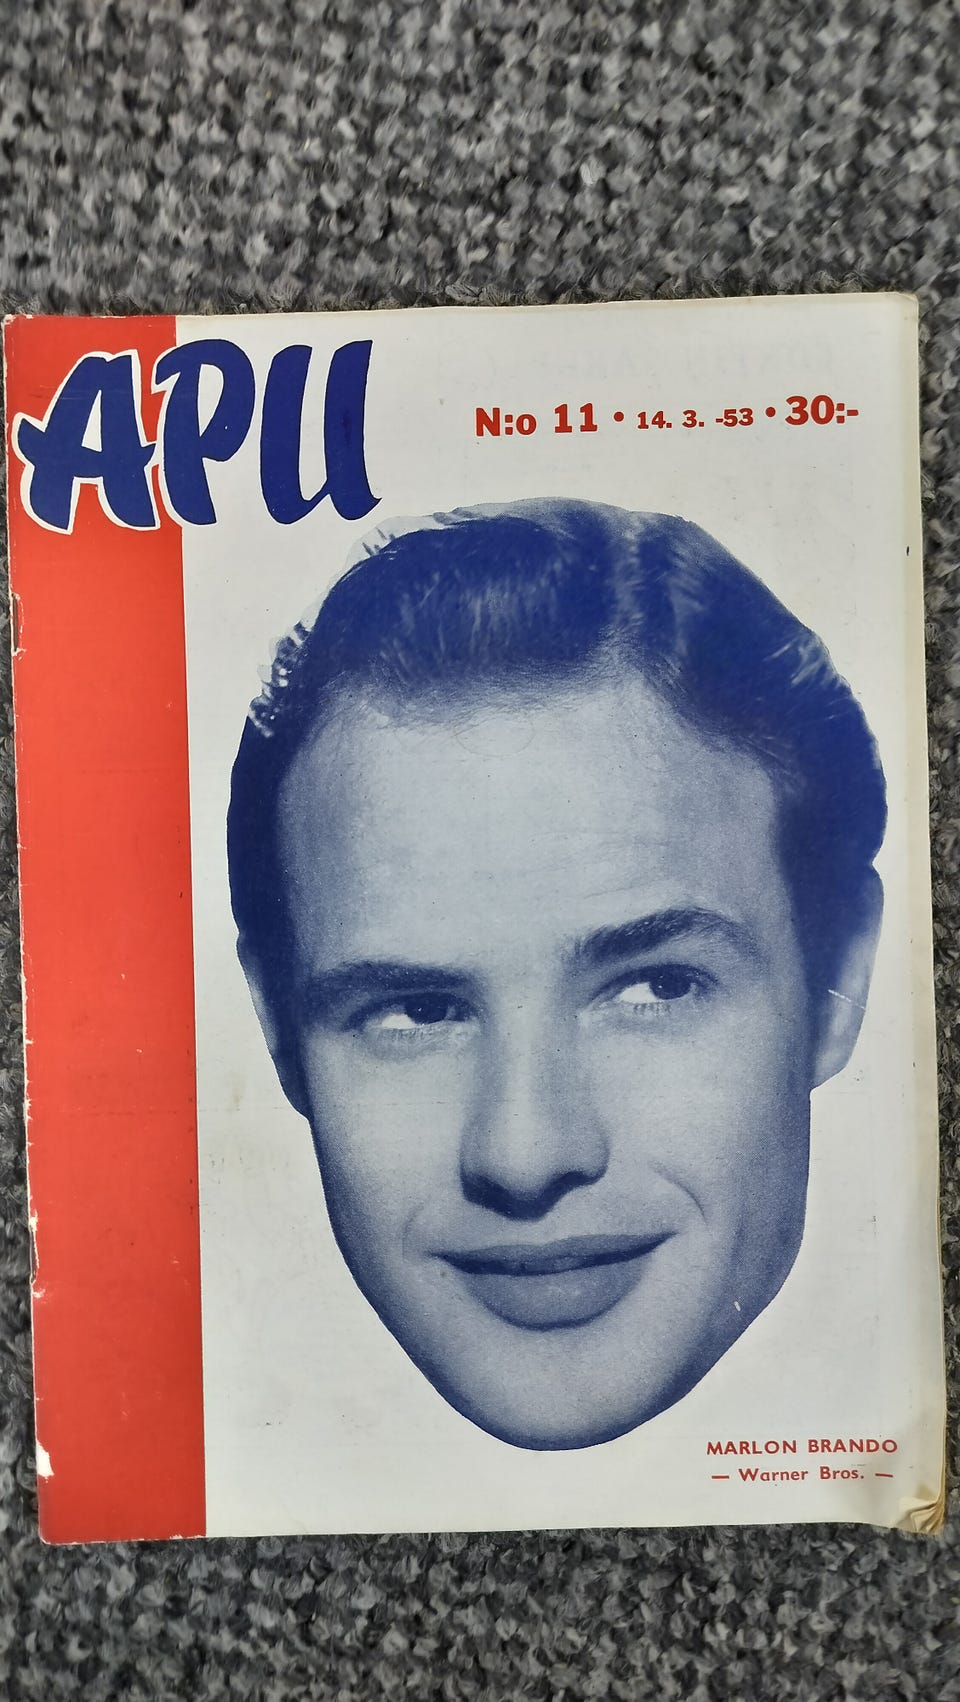 APU
N:o 11 • 14. 3. -53 • 30:-
MARLON BRANDO
— Warner Bros. —